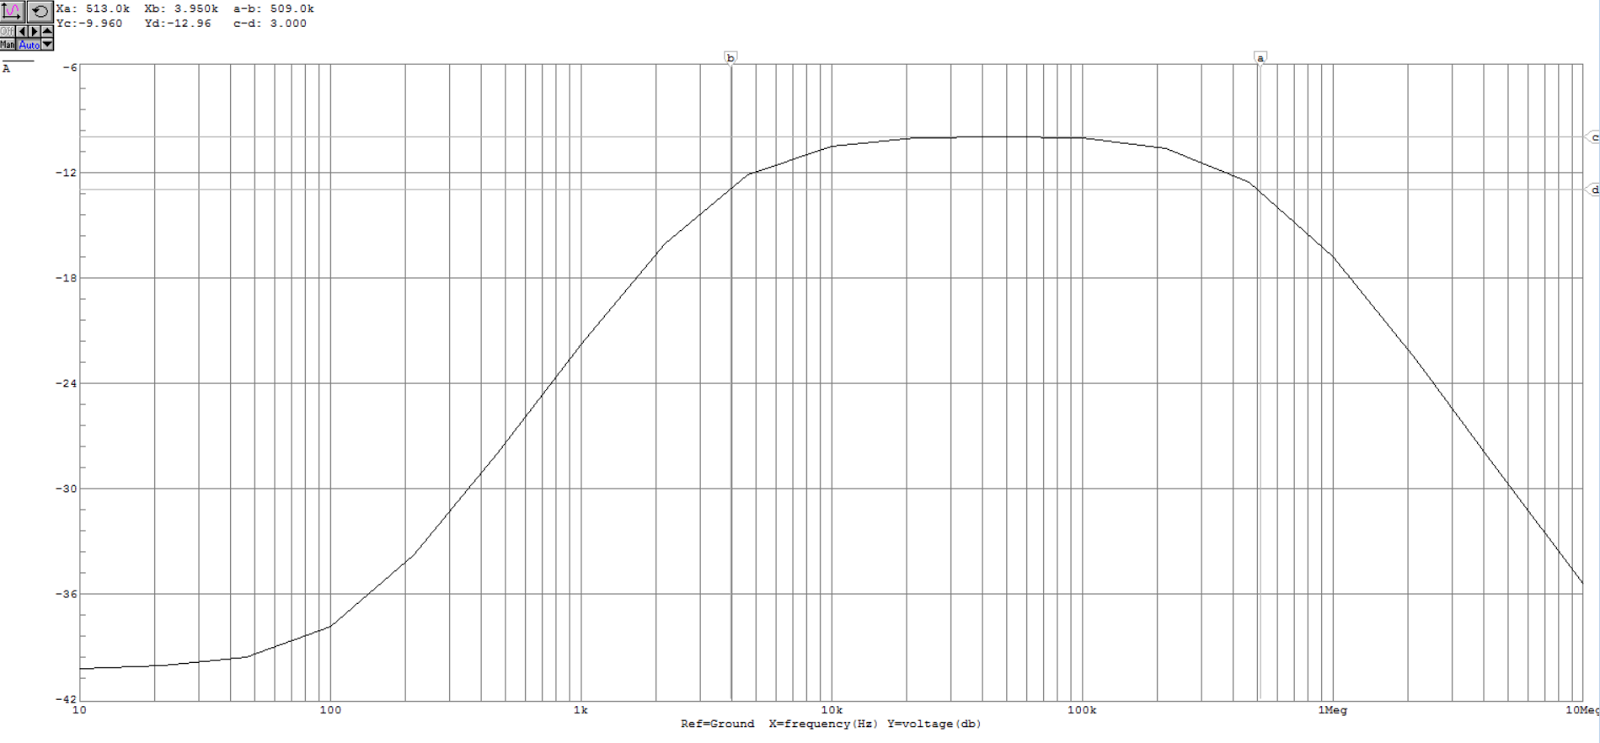 Xa: 513.0k Xb: 3.950k a-b: 509.0k
Yc:-9.960 Yd:-12.96 c-d: 3.000
Off
Man Auto
A
b a
-6
c
-12
d
-18
-24
-30
-36
-42
10 100 1k 10k 100k 1Meg 10Meg
Ref=Ground X=frequency(Hz) Y=voltage(db)